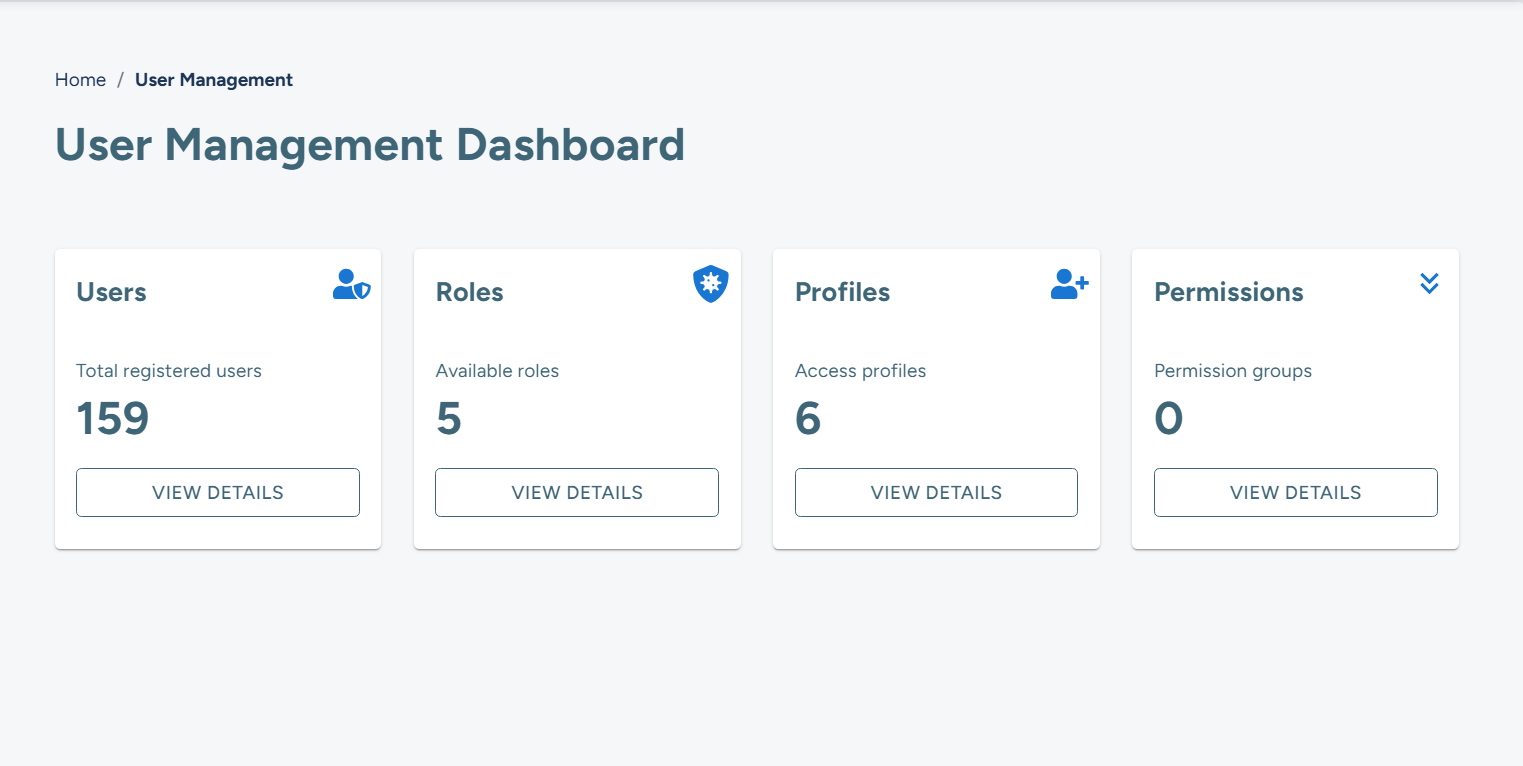 Home / User Management
User Management Dashboard
Users
Total registered users
159
VIEW DETAILS
Roles
Available roles
5
VIEW DETAILS
Profiles
Access profiles
6
VIEW DETAILS
Permissions
Permission groups
0
VIEW DETAILS